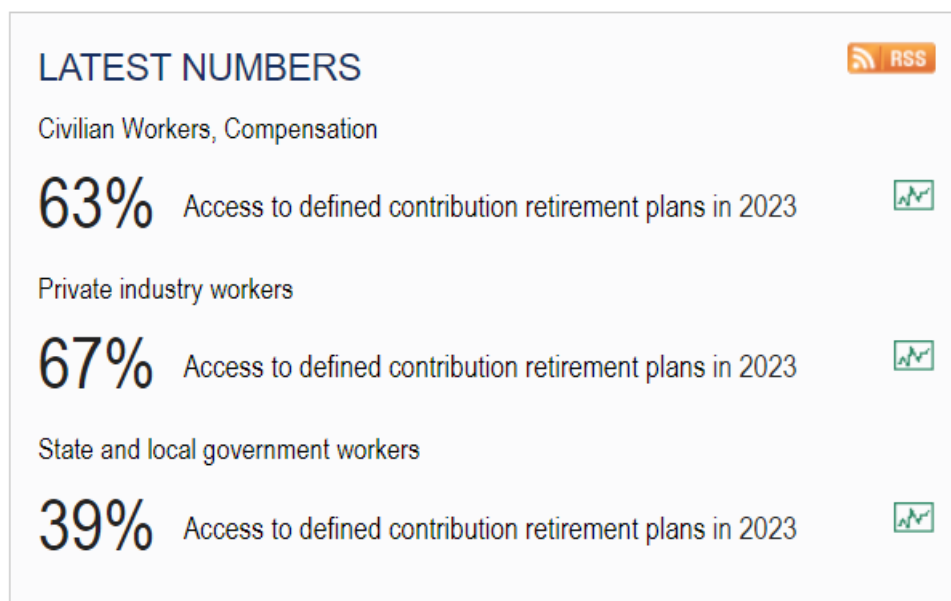 LATEST NUMBERS
RSS
Civilian Workers, Compensation
63% Access to defined contribution retirement plans in 2023
Private industry workers
67% Access to defined contribution retirement plans in 2023
State and local government workers
39% Access to defined contribution retirement plans in 2023